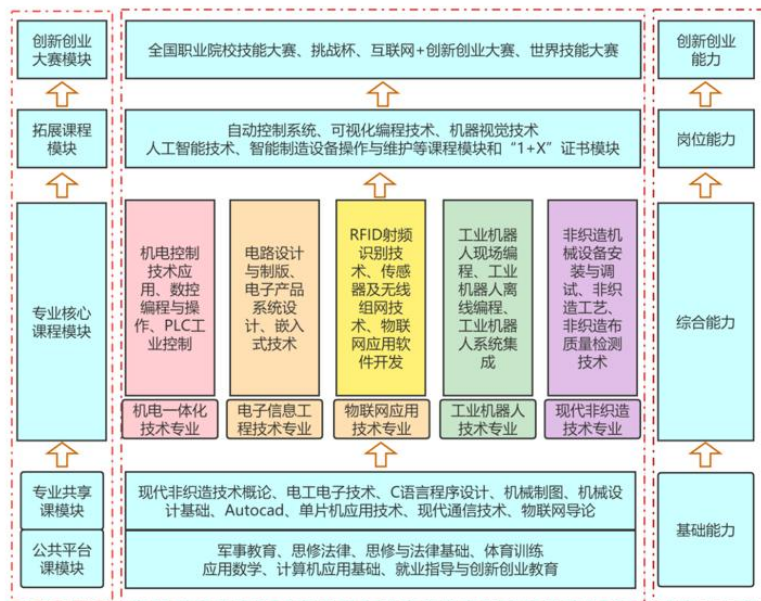 创新创业
大赛模块
全国职业院校技能大赛、挑战杯、互联网+创新创业大赛、世界技能大赛
创新创业
能力
拓展课程
模块
自动控制系统、可视化编程技术、机器视觉技术
人工智能技术、智能制造设备操作与维护等课程模块和“1+X”证书模块
岗位能力
专业核心
课程模块
机电控制
技术应
用、数控
编程与操
作、PLC工
业控制
电路设计
与制版、
电子产品
系统设
计、嵌入
式技术
RFID射频
识别技
术、传感
器及无线
组网技
术、物联
网应用软
件开发
工业机器
人现场编
程、工业
机器人离
线编程、
工业机器
人系统集
成
非织造机
械设备安
装与调
试、非织
造工艺、
非织造布
质量检测
技术
综合能力
机电一体化
技术专业
电子信息工
程技术专业
物联网应用
技术专业
工业机器人
技术专业
现代非织造
技术专业
专业共享
课模块
现代非织造技术概论、电工电子技术、C语言程序设计、机械制图、机械设
计基础、Autocad、单片机应用技术、现代通信技术、物联网导论
基础能力
公共平台
课模块
军事教育、思修法律、思修与法律基础、体育训练
应用数学、计算机应用基础、就业指导与创新创业教育